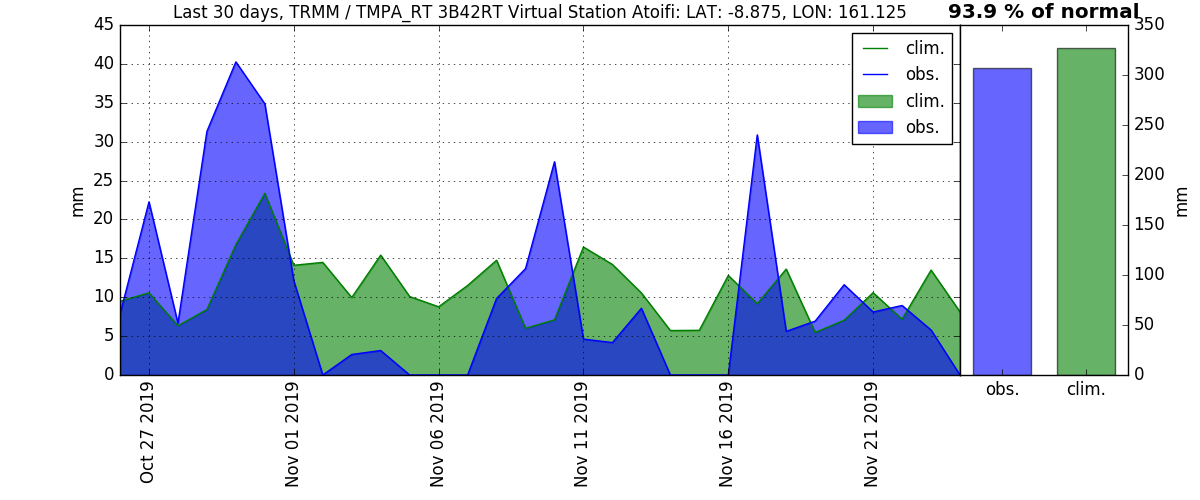 Last 30 days, TRMM / TMPA_RT 3B42RT Virtual Station Atoifi: LAT: -8.875, LON: 161.125
93.9 % of normal
45
40
35
30
25
20
15
10
5
0
mm
clim.
obs.
clim.
obs.
Oct 27 2019
Nov 01 2019
Nov 06 2019
Nov 11 2019
Nov 16 2019
Nov 21 2019
350
300
250
200
150
100
50
0
mm
obs.
clim.